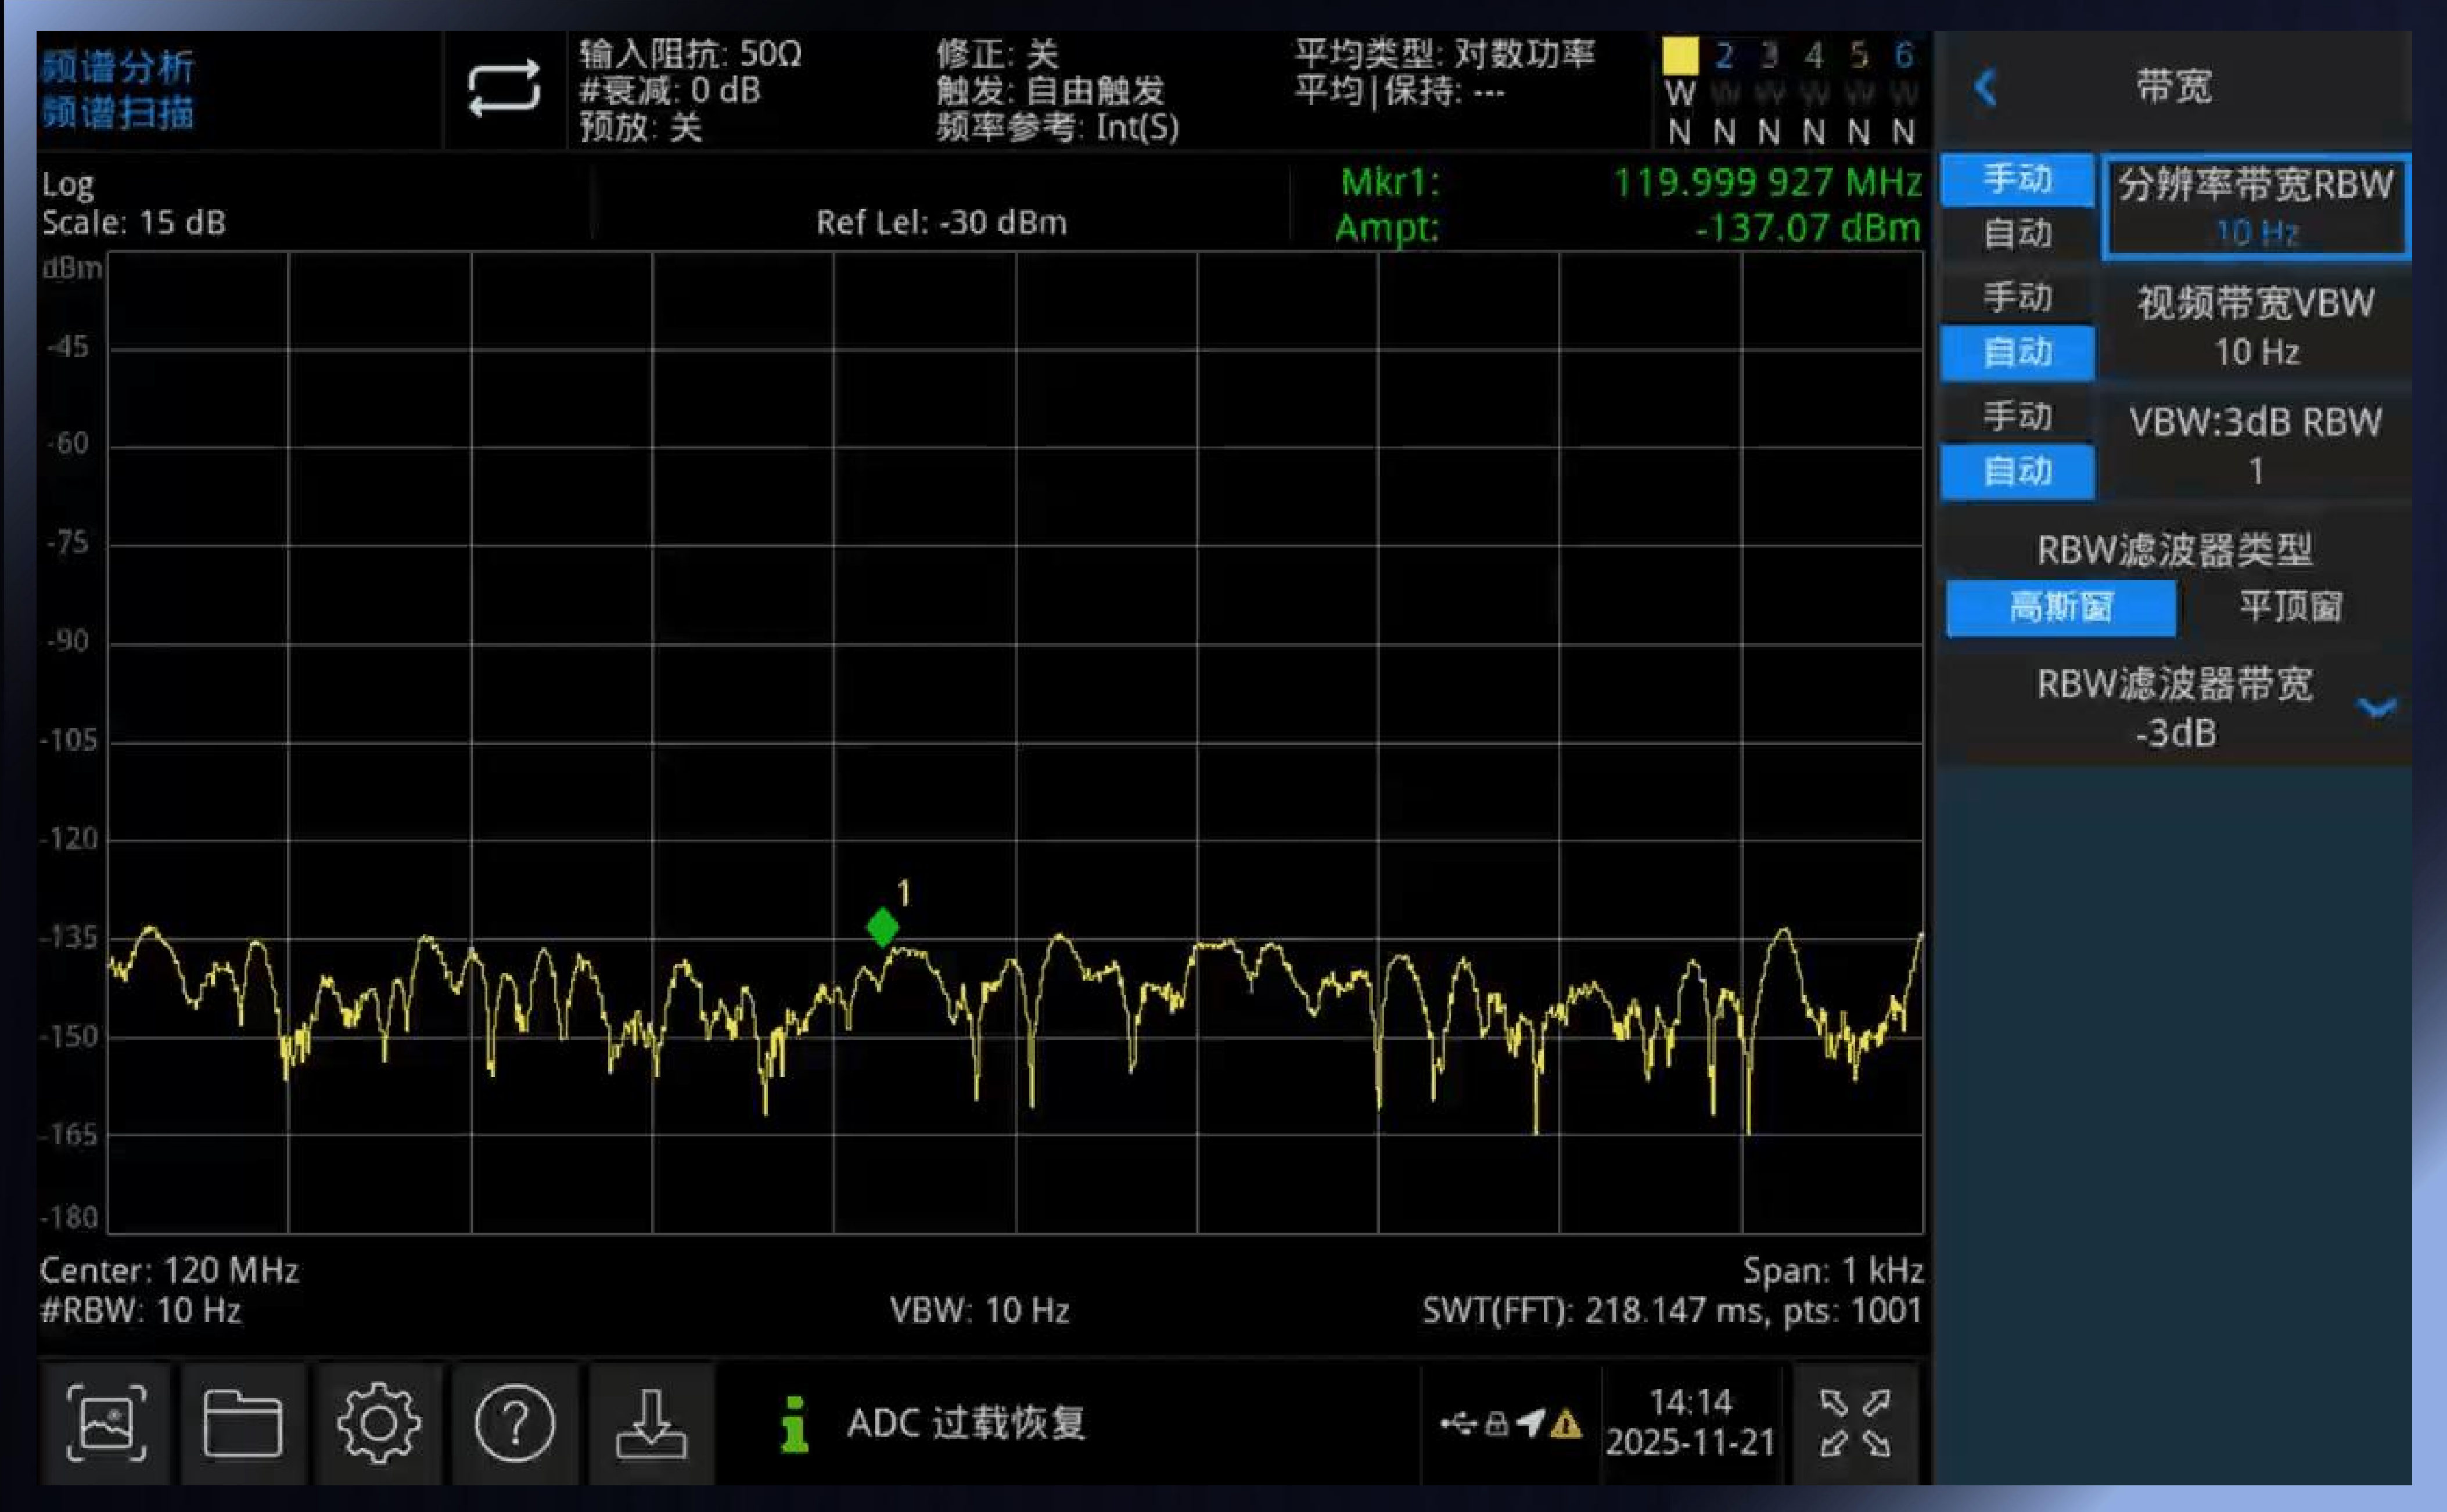 频谱分析
频谱扫描
输入阻抗: 50Ω
#衰减: 0 dB
预放: 关
修正: 关
触发: 自由触发
频率参考: Int(S)
平均类型: 对数功率
平均|保持: ---
2 3 4 5 6
W W W W W W
N N N N N N
Log
Scale: 15 dB
Ref Lel: -30 dBm
Mkr1: 119.999 927 MHz
Ampt: -137.07 dBm
dBm
-45
-60
-75
-90
-105
-120
1
-135
-150
-165
-180
Center: 120 MHz
Span: 1 kHz
#RBW: 10 Hz
VBW: 10 Hz
SWT(FFT): 218.147 ms, pts: 1001
ADC 过载恢复
14:14
2025-11-21
带宽
手动
自动
分辨率带宽RBW
10 Hz
手动
自动
视频带宽VBW
10 Hz
手动
自动
VBW:3dB RBW
1
RBW滤波器类型
高斯窗 平顶窗
RBW滤波器带宽
-3dB